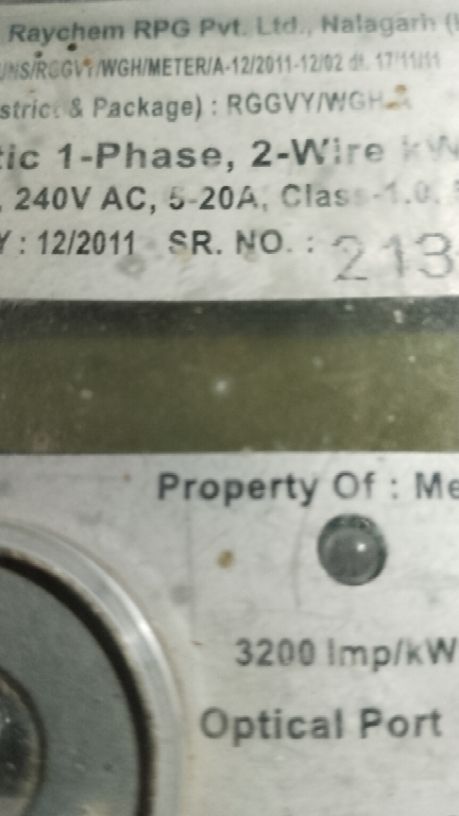 Raychem RPG Pvt. Ltd., Nalagarh
/WGH/METER/A-12/2011-12/02 dt. 17/11/11
& Package) : RGGVY/WGH
1-Phase, 2-Wire
240V AC, 5-20A, Class-1.0,
Y : 12/2011 SR. NO. : 213
Property Of : Me
3200 Imp/kW
Optical Port